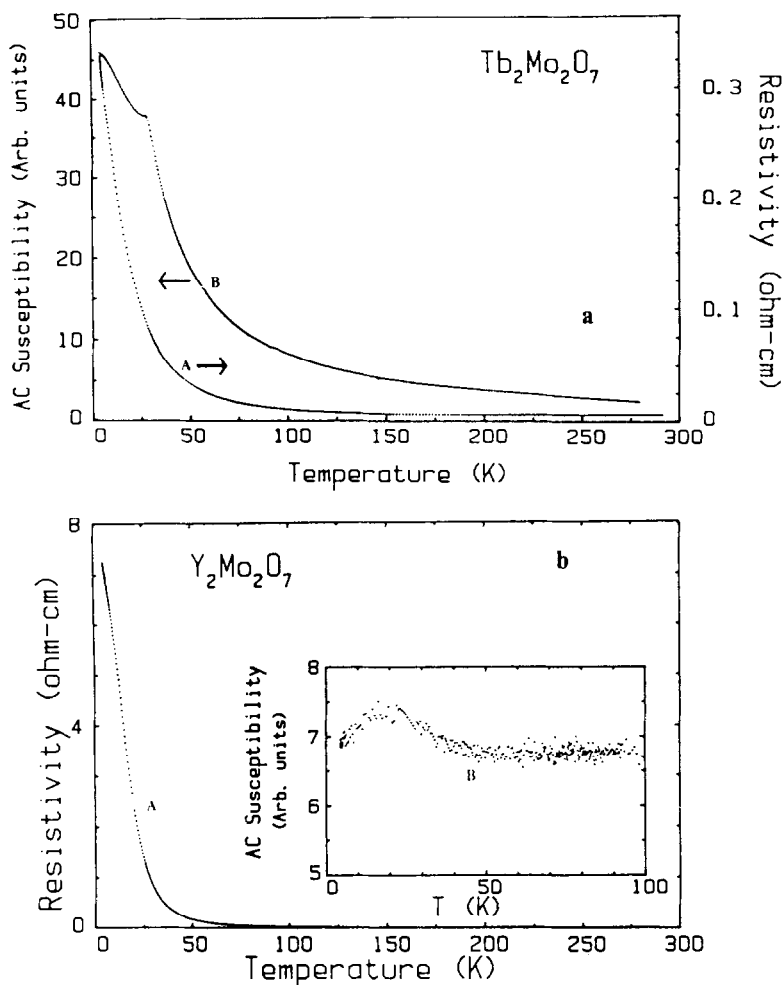 50
40
30
20
10
0
AC Susceptibility (Arb. units)
Tb₂Mo₂O₇
0.3
0.2
0.1
0
Resistivity (ohm-cm)
B
A
a
0 50 100 150 200 250 300
Temperature (K)
8
4
0
Resistivity (ohm-cm)
Y₂Mo₂O₇
b
A
8
7
6
5
AC Susceptibility
(Arb. units)
B
0 50 100
T (K)
0 50 100 150 200 250 300
Temperature (K)